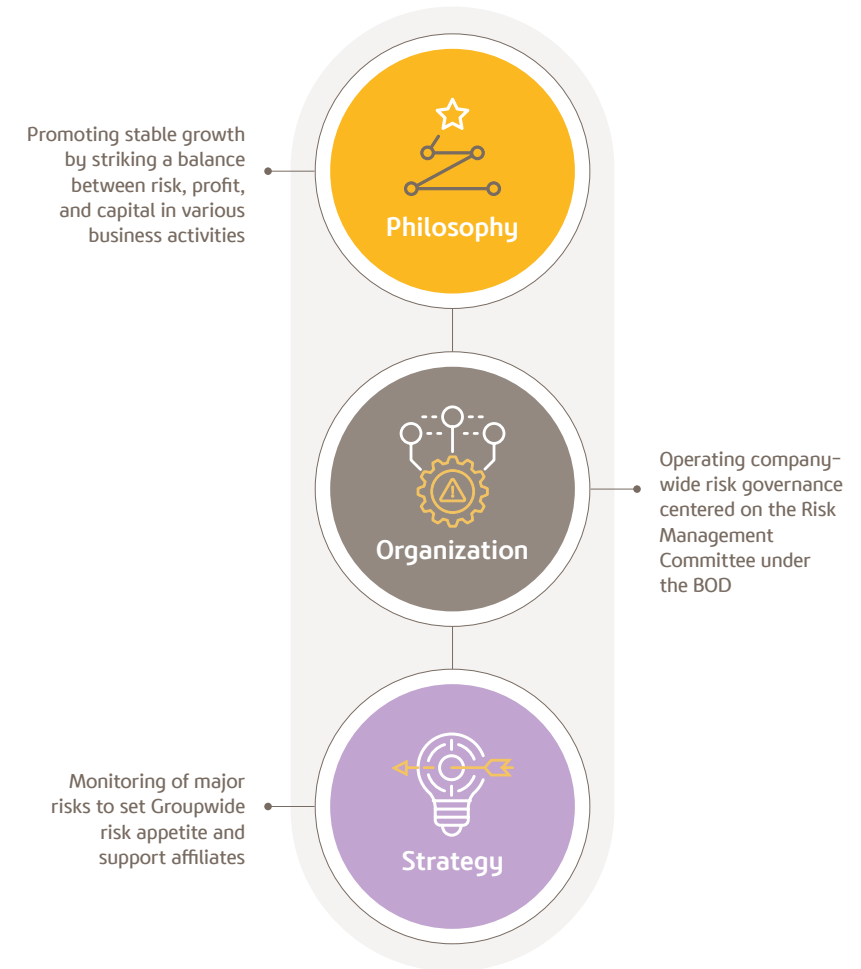 Promoting stable growth
by striking a balance
between risk, profit,
and capital in various
business activities
Philosophy
Operating company-
wide risk governance
centered on the Risk
Management
Committee under
the BOD
Organization
Monitoring of major
risks to set Groupwide
risk appetite and
support affiliates
Strategy